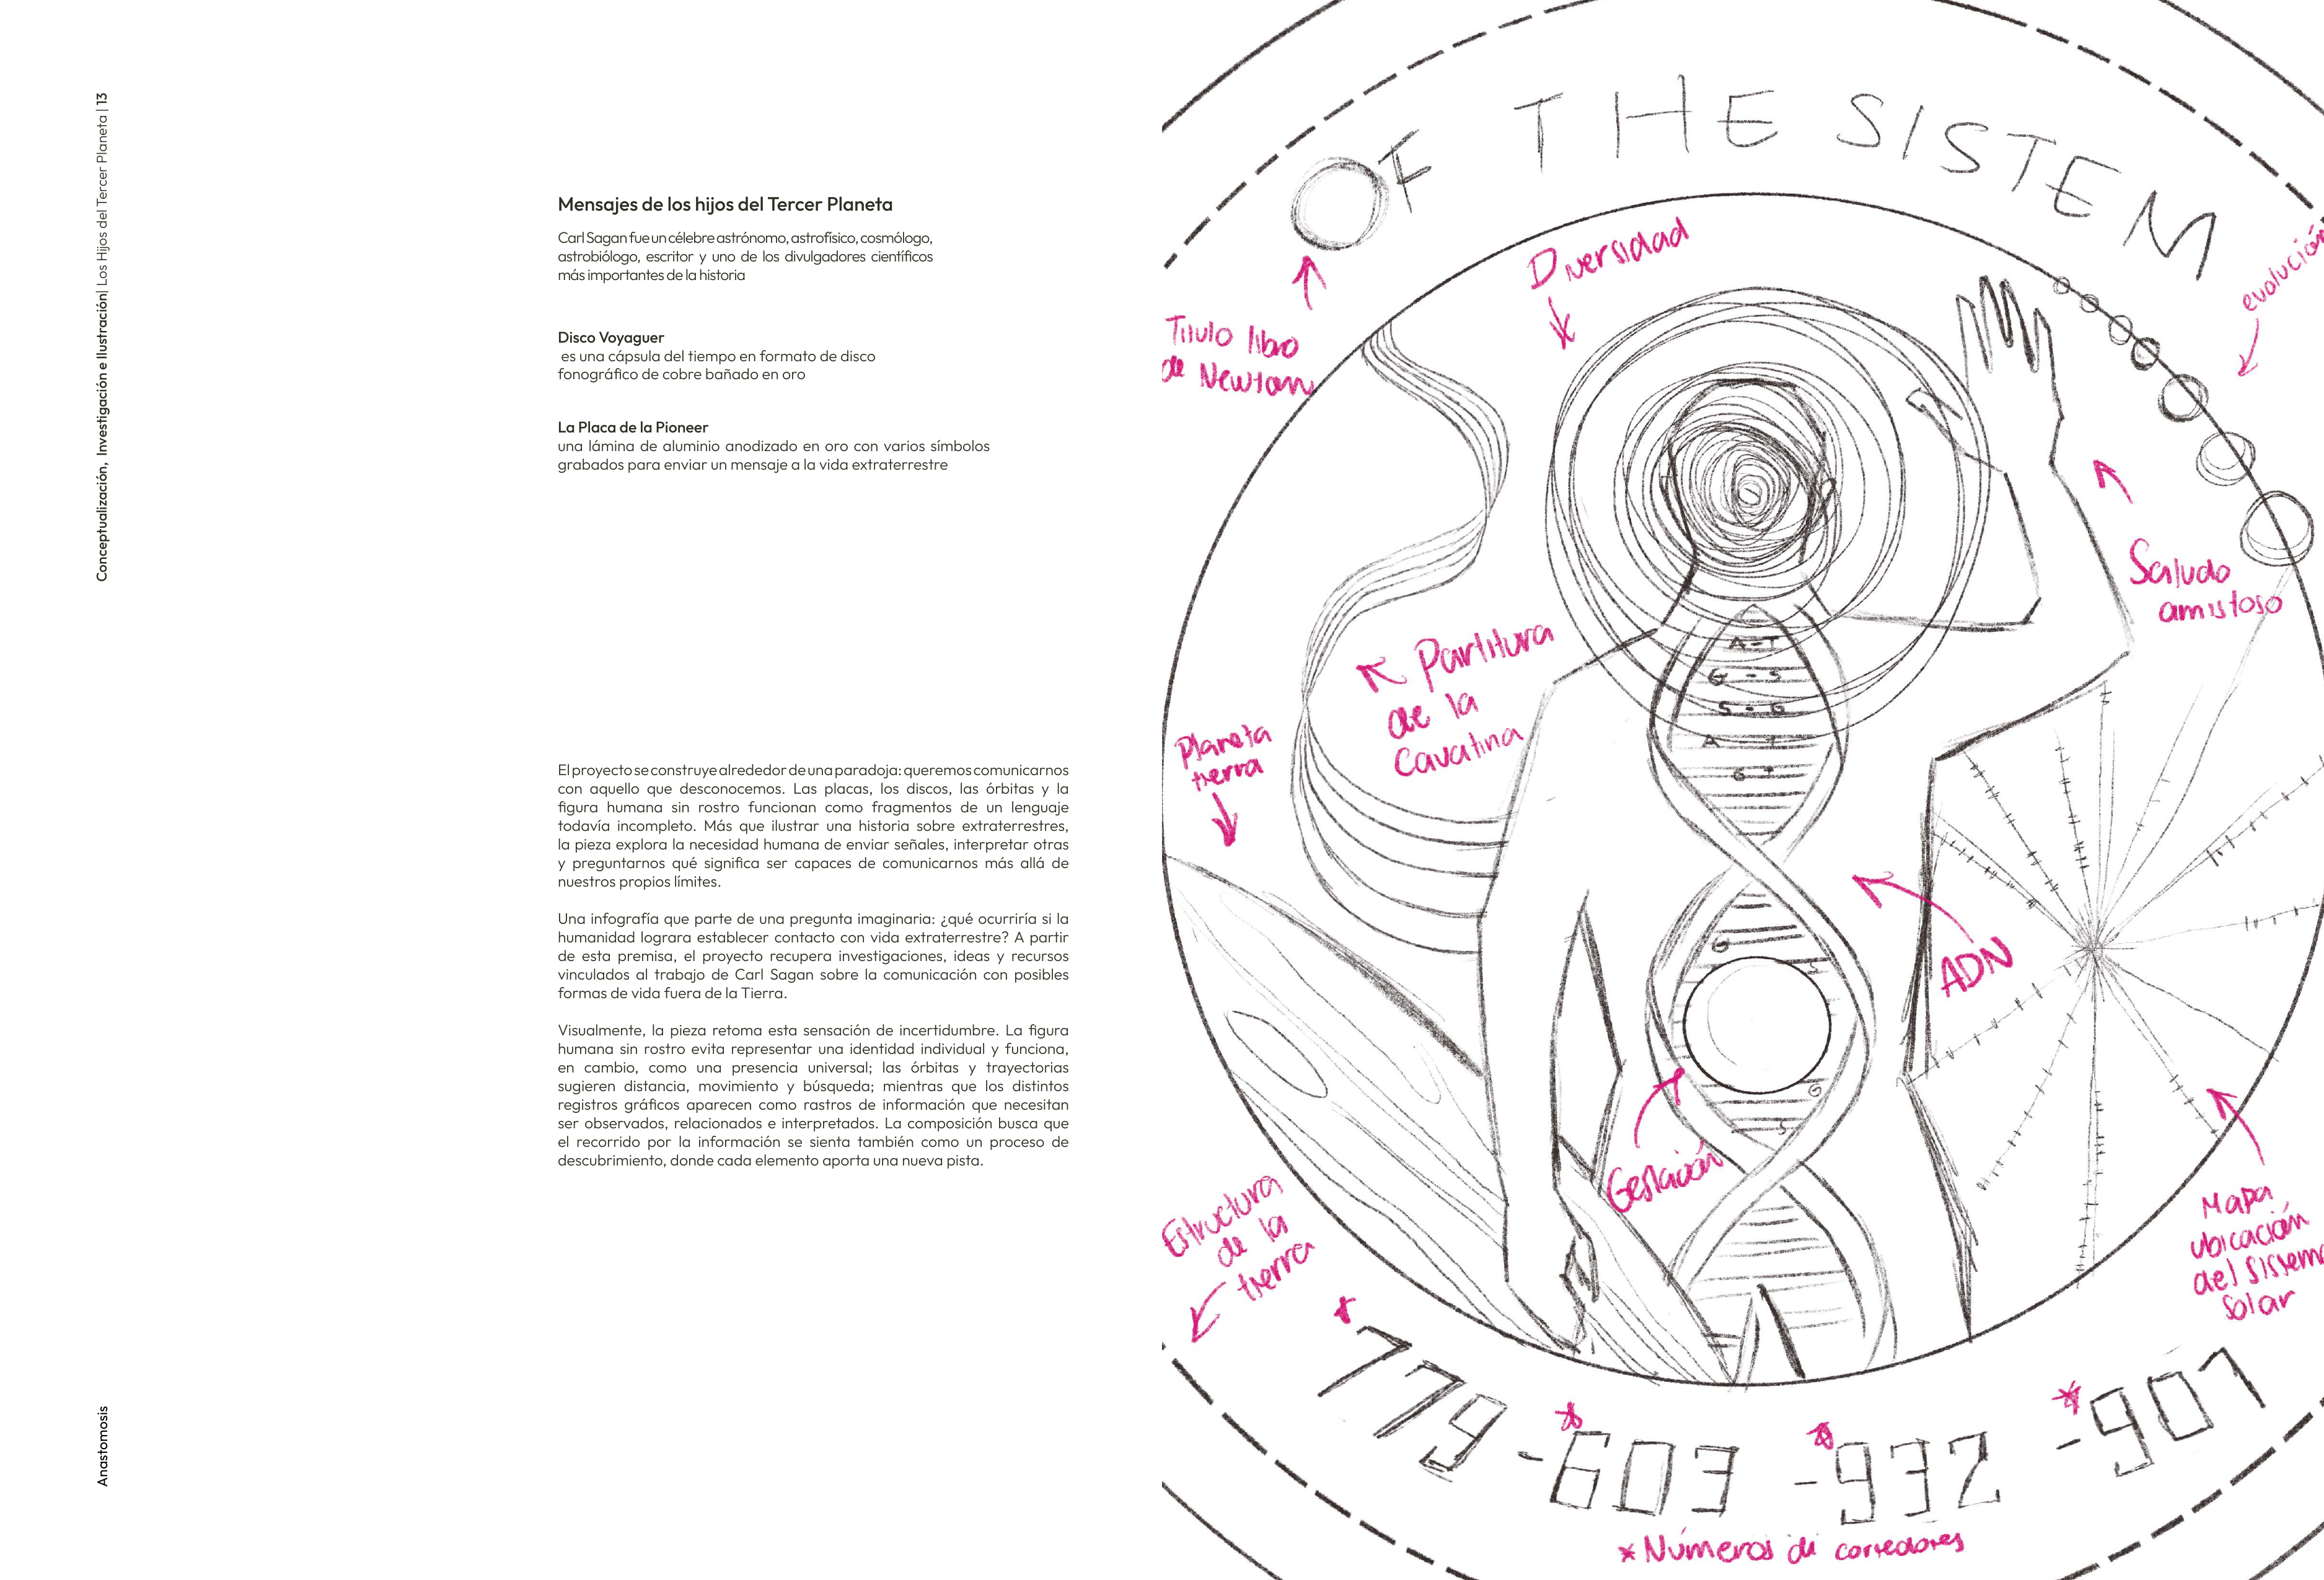 Conceptualización, Investigación e Ilustración| Los Hijos del Tercer Planeta | 13
Anastomosis
Mensajes de los hijos del Tercer Planeta
Carl Sagan fue un célebre astrónomo, astrofísico, cosmólogo,
astrobiólogo, escritor y uno de los divulgadores científicos
más importantes de la historia
Disco Voyaguer
es una cápsula del tiempo en formato de disco
fonográfico de cobre bañado en oro
La Placa de la Pioneer
una lámina de aluminio anodizado en oro con varios símbolos
grabados para enviar un mensaje a la vida extraterrestre
El proyecto se construye alrededor de una paradoja: queremos comunicarnos
con aquello que desconocemos. Las placas, los discos, las órbitas y la
figura humana sin rostro funcionan como fragmentos de un lenguaje
todavía incompleto. Más que ilustrar una historia sobre extraterrestres,
la pieza explora la necesidad humana de enviar señales, interpretar otras
y preguntarnos qué significa ser capaces de comunicarnos más allá de
nuestros propios límites.
Una infografía que parte de una pregunta imaginaria: ¿qué ocurriría si la
humanidad lograra establecer contacto con vida extraterrestre? A partir
de esta premisa, el proyecto recupera investigaciones, ideas y recursos
vinculados al trabajo de Carl Sagan sobre la comunicación con posibles
formas de vida fuera de la Tierra.
Visualmente, la pieza retoma esta sensación de incertidumbre. La figura
humana sin rostro evita representar una identidad individual y funciona,
en cambio, como una presencia universal; las órbitas y trayectorias
sugieren distancia, movimiento y búsqueda; mientras que los distintos
registros gráficos aparecen como rastros de información que necesitan
ser observados, relacionados e interpretados. La composición busca que
el recorrido por la información se sienta también como un proceso de
descubrimiento, donde cada elemento aporta una nueva pista.
OF THE SISTEM
Diversidad
evolución
Titulo libro
de Newton
Saludo
amistoso
Partitura
de la
Cavatina
Planeta
tierra
A-T
G-S
S-G
A-T
G T
G
ADN
G
S
Gestación
Estructura
de la
tierra
Mapa
ubicación
del sistema
Solar
779-603-932-907
*Números di corredores